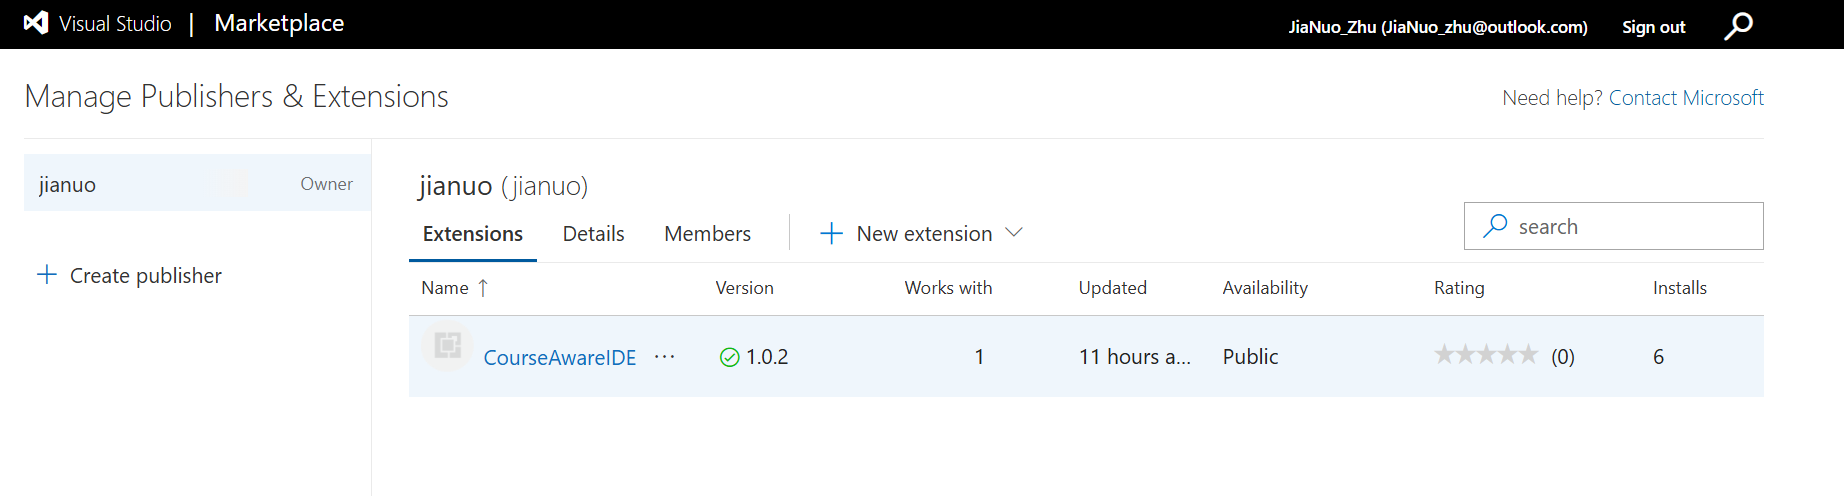 Visual Studio | Marketplace
JiaNuo_Zhu (JiaNuo_zhu@outlook.com) Sign out
Manage Publishers & Extensions
Need help? Contact Microsoft
jianuo Owner
+ Create publisher
jianuo (jianuo)
Extensions Details Members + New extension
search
Name ↑ Version Works with Updated Availability Rating Installs
CourseAwareIDE ··· 1.0.2 1 11 hours a... Public ★★★★★ (0) 6